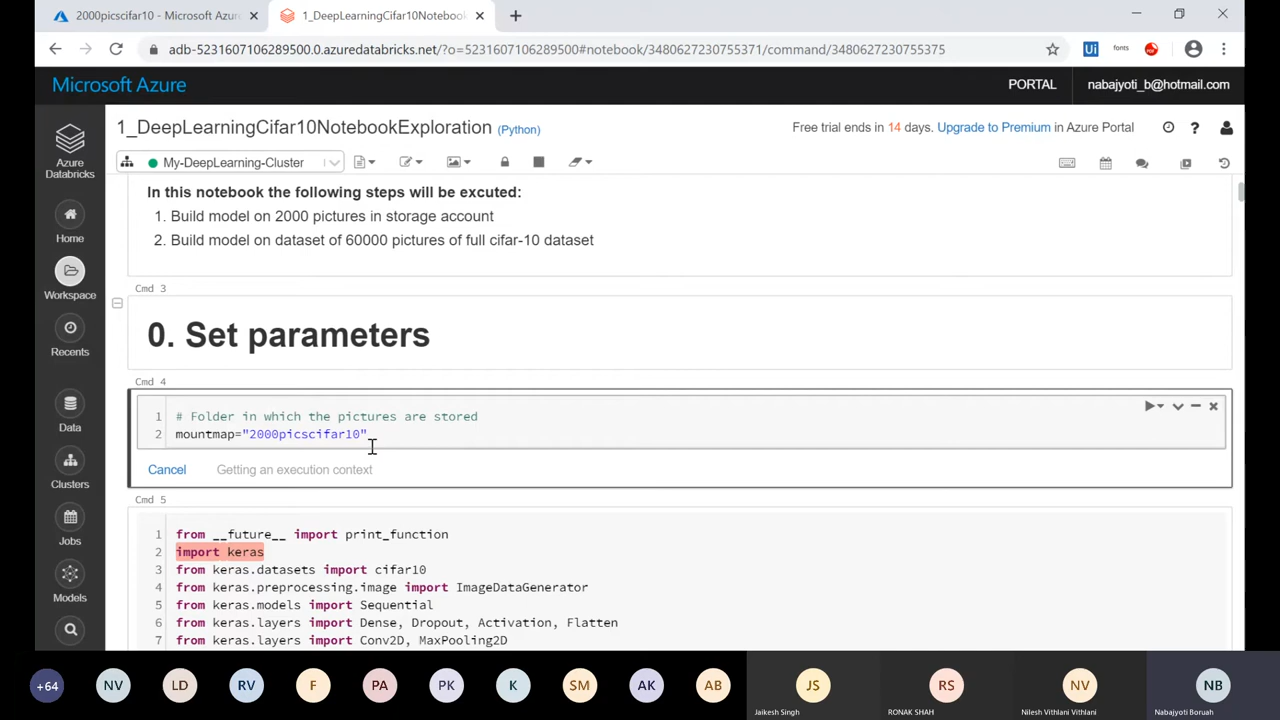 2000picscifar10 - Microsoft Azure
1_DeepLearningCifar10Notebook
adb-5231607106289500.0.azuredatabricks.net/?o=5231607106289500#notebook/3480627230755371/command/3480627230755375
Ui
fonts
Microsoft Azure
PORTAL
nabajyoti_b@hotmail.com
1_DeepLearningCifar10NotebookExploration (Python)
Free trial ends in 14 days. Upgrade to Premium in Azure Portal
My-DeepLearning-Cluster
Azure
Databricks
Home
Workspace
Recents
Data
Clusters
Jobs
Models
In this notebook the following steps will be excuted:
1. Build model on 2000 pictures in storage account
2. Build model on dataset of 60000 pictures of full cifar-10 dataset
Cmd 3
0. Set parameters
Cmd 4
1 # Folder in which the pictures are stored
2 mountmap="2000picscifar10"
Cancel Getting an execution context
Cmd 5
1 from __future__ import print_function
2 import keras
3 from keras.datasets import cifar10
4 from keras.preprocessing.image import ImageDataGenerator
5 from keras.models import Sequential
6 from keras.layers import Dense, Dropout, Activation, Flatten
7 from keras.layers import Conv2D, MaxPooling2D
+64 NV LD RV F PA PK K SM AK AB JS RS NV NB
Jaikesh Singh RONAK SHAH Nilesh Vithlani Vithlani Nabajyoti Boruah